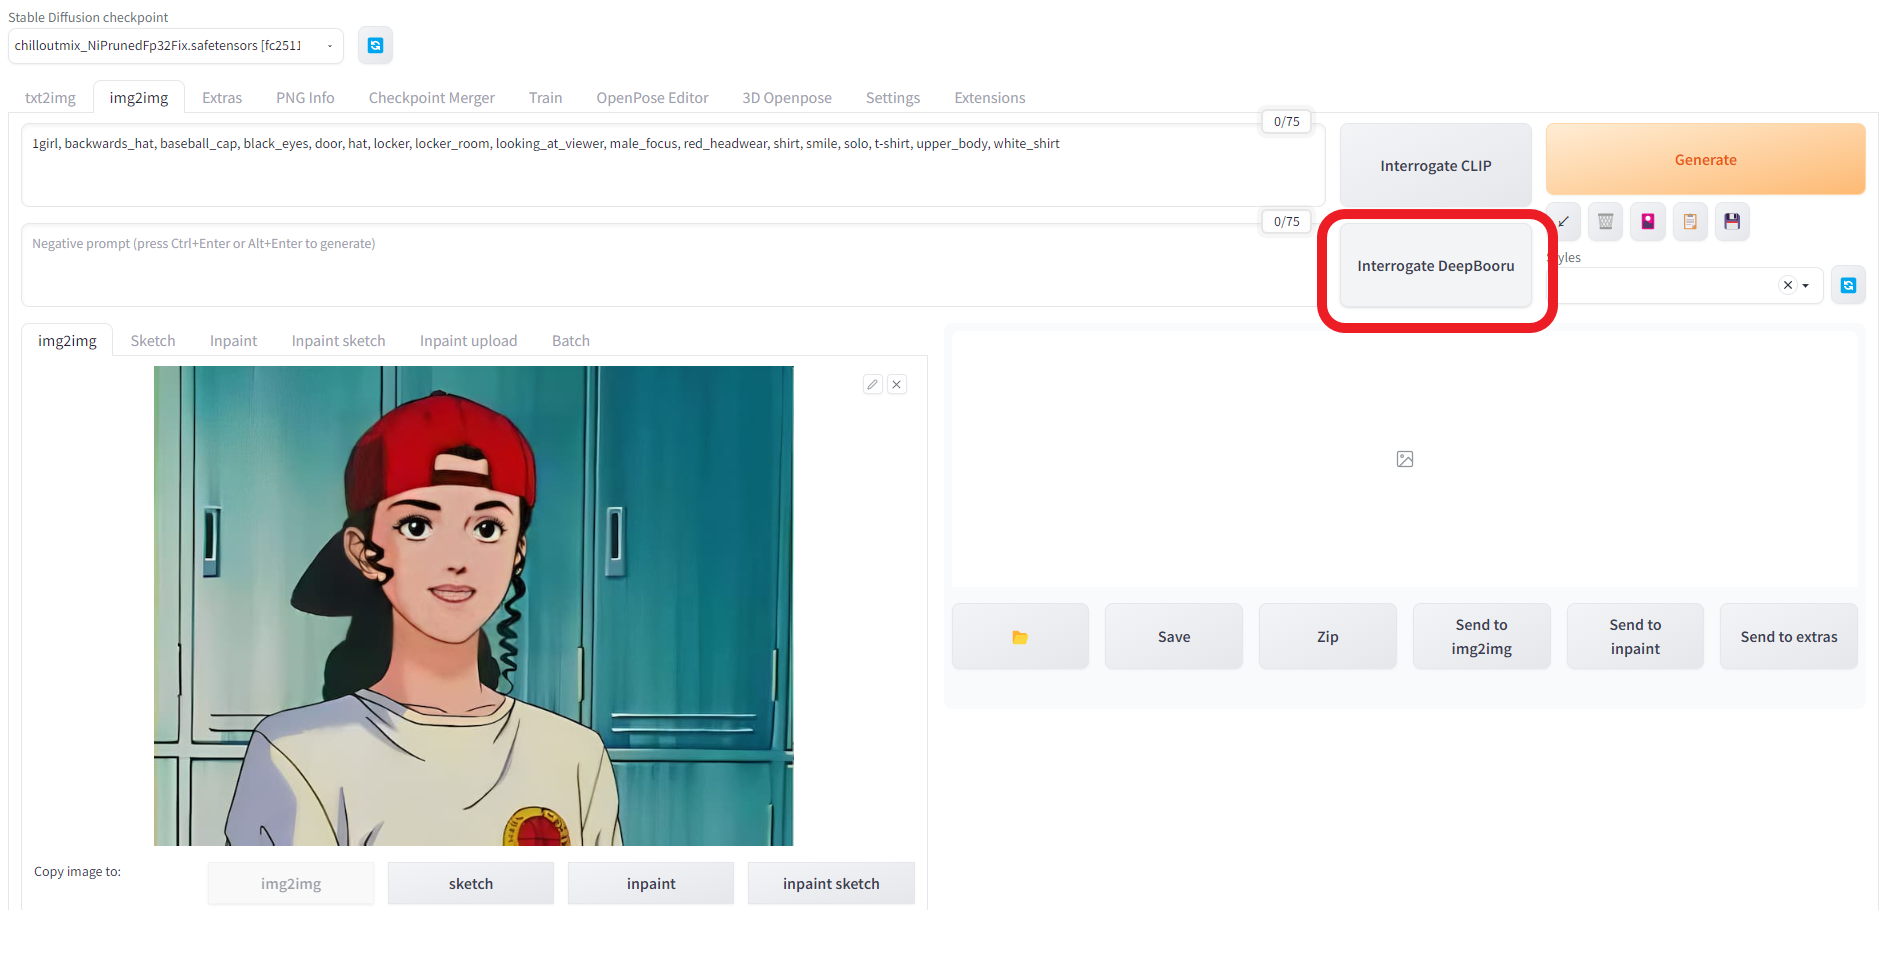 Stable Diffusion checkpoint
chilloutmix_NiPrunedFp32Fix.safetensors [fc251]
txt2img img2img Extras PNG Info Checkpoint Merger Train OpenPose Editor 3D Openpose Settings Extensions
0/75
1girl, backwards_hat, baseball_cap, black_eyes, door, hat, locker, locker_room, looking_at_viewer, male_focus, red_headwear, shirt, smile, solo, t-shirt, upper_body, white_shirt
Interrogate CLIP
Generate
0/75
Negative prompt (press Ctrl+Enter or Alt+Enter to generate)
Interrogate DeepBooru
yles
img2img Sketch Inpaint Inpaint sketch Inpaint upload Batch
Save
Zip
Send to
img2img
Send to
inpaint
Send to extras
Copy image to:
img2img
sketch
inpaint
inpaint sketch